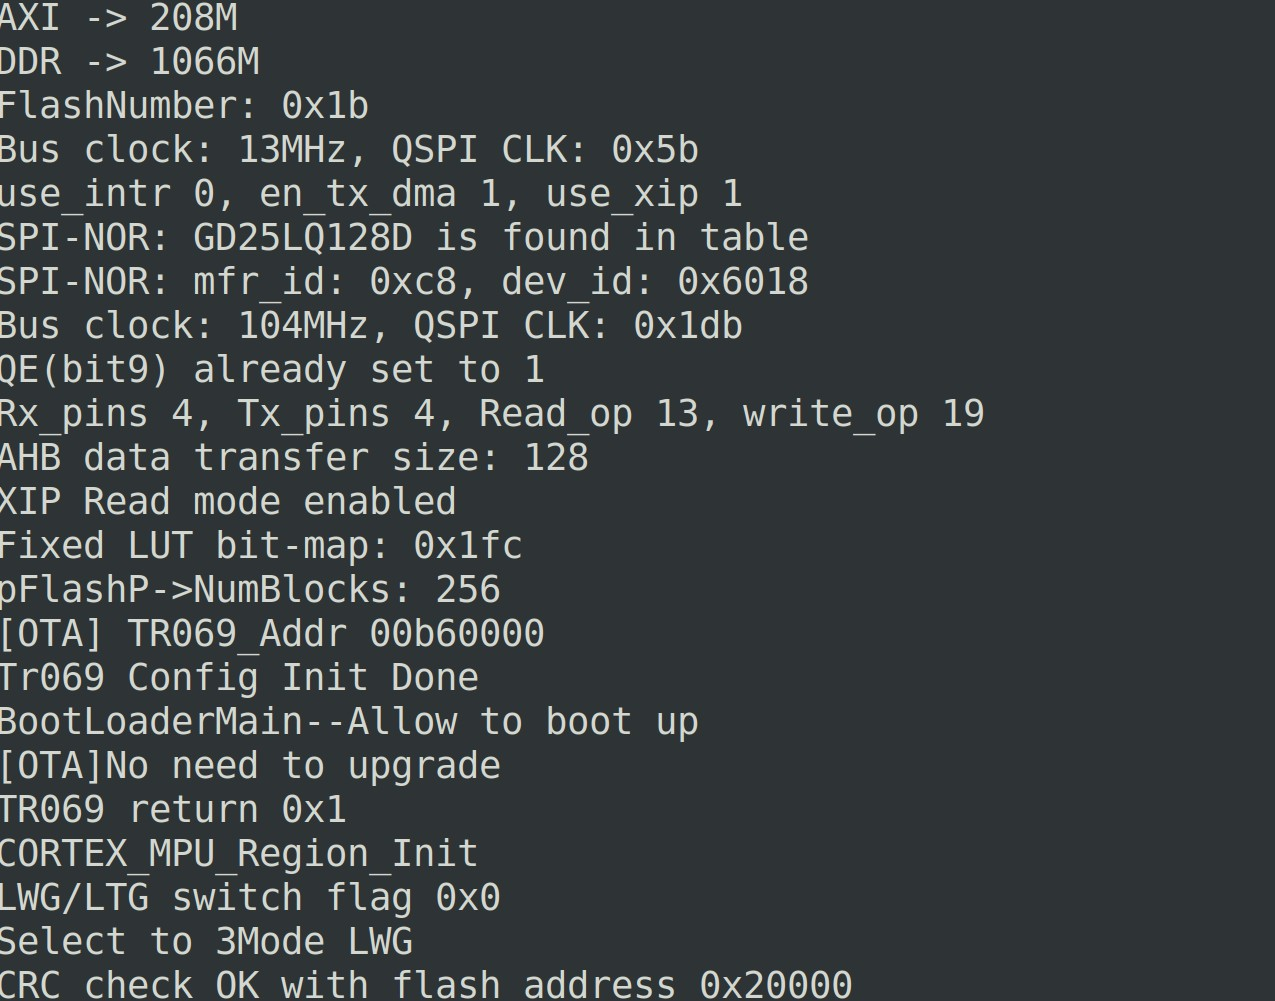 AXI -> 208M
DDR -> 1066M
FlashNumber: 0x1b
Bus clock: 13MHz, QSPI CLK: 0x5b
use_intr 0, en_tx_dma 1, use_xip 1
SPI-NOR: GD25LQ128D is found in table
SPI-NOR: mfr_id: 0xc8, dev_id: 0x6018
Bus clock: 104MHz, QSPI CLK: 0x1db
QE(bit9) already set to 1
Rx_pins 4, Tx_pins 4, Read_op 13, write_op 19
AHB data transfer size: 128
XIP Read mode enabled
Fixed LUT bit-map: 0x1fc
pFlashP->NumBlocks: 256
[OTA] TR069_Addr 00b60000
Tr069 Config Init Done
BootLoaderMain--Allow to boot up
[OTA]No need to upgrade
TR069 return 0x1
CORTEX_MPU_Region_Init
LWG/LTG switch flag 0x0
Select to 3Mode LWG
CRC check OK with flash address 0x20000